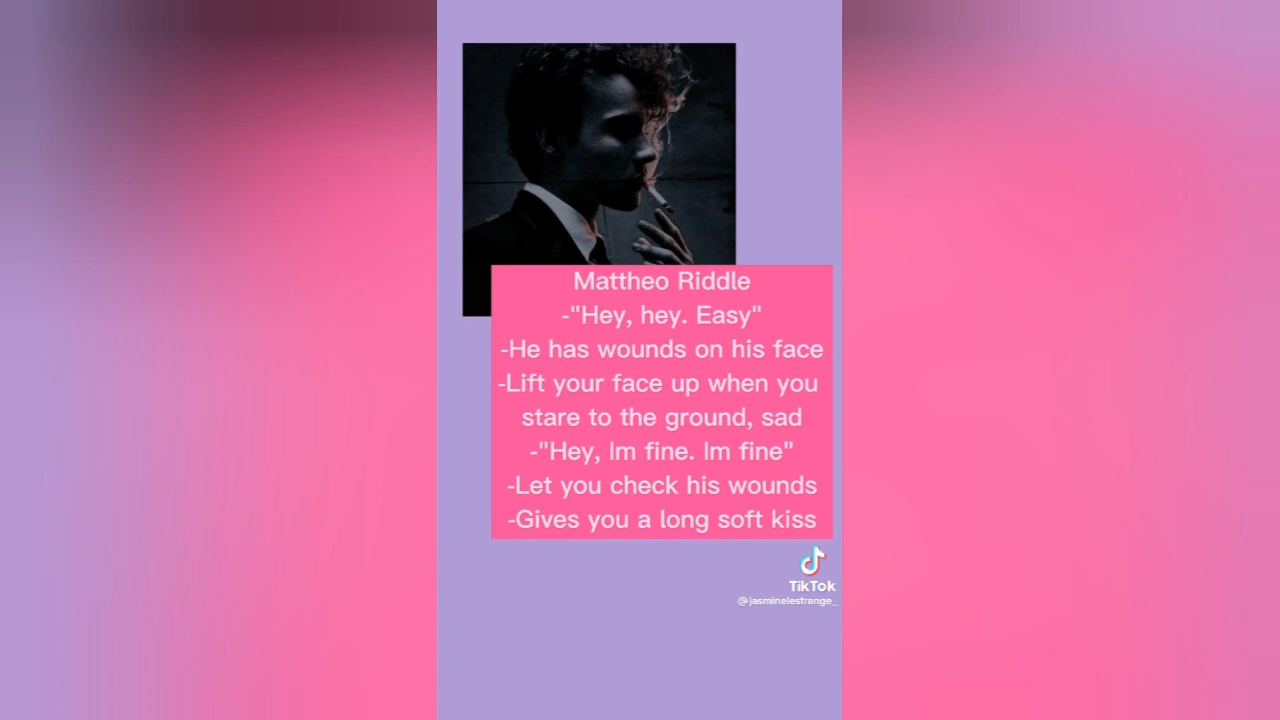 Mattheo Riddle
-"Hey, hey. Easy"
-He has wounds on his face
-Lift your face up when you
stare to the ground, sad
-"Hey, Im fine. Im fine"
-Let you check his wounds
-Gives you a long soft kiss
TikTok
@jasminelestrange_